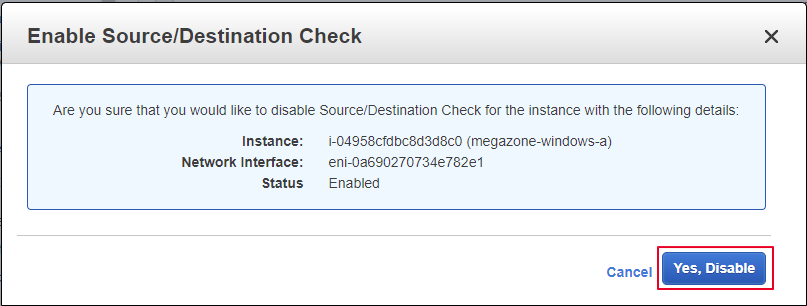 Enable Source/Destination Check
Are you sure that you would like to disable Source/Destination Check for the instance with the following details:
Instance: i-04958cfdbc8d3d8c0 (megazone-windows-a)
Network Interface: eni-0a690270734e782e1
Status Enabled
Cancel Yes, Disable